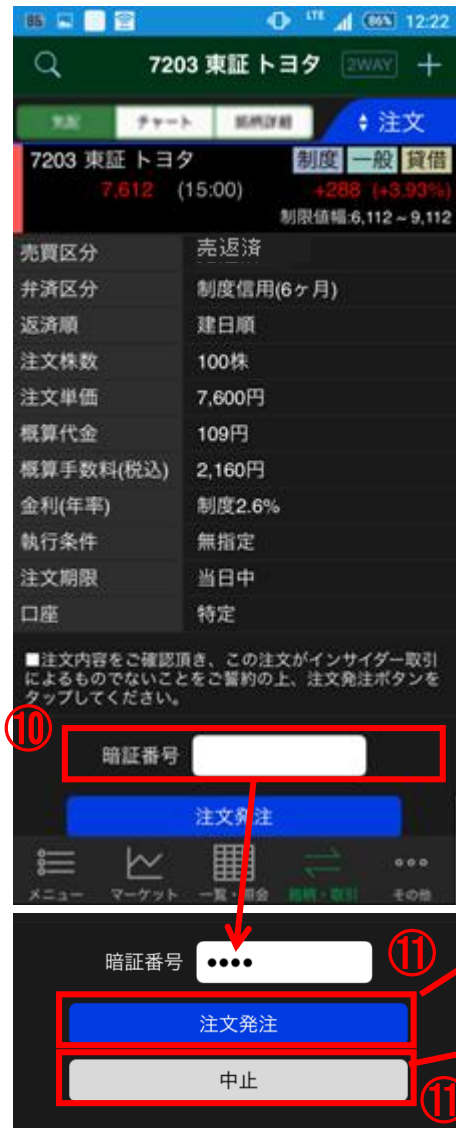 86% 12:22
LTE
7203 東証 トヨタ 2WAY
気配 チャート 銘柄詳細 注文
7203 東証 トヨタ 制度 一般 貸借
7,612 (15:00) +288 (+3.93%)
制限値幅:6,112～9,112
売買区分 売返済
弁済区分 制度信用(6ヶ月)
返済順 建日順
注文株数 100株
注文単価 7,600円
概算代金 109円
概算手数料(税込) 2,160円
金利(年率) 制度2.6%
執行条件 無指定
注文期限 当日中
口座 特定
■注文内容をご確認頂き、この注文がインサイダー取引
によるものでないことをご誓約の上、注文発注ボタンを
タップしてください。
⑩
暗証番号
注文発注
メニュー マーケット 一覧・照会 銘柄・取引 その他
暗証番号 ●●●● ⑪
注文発注
中止
⑪